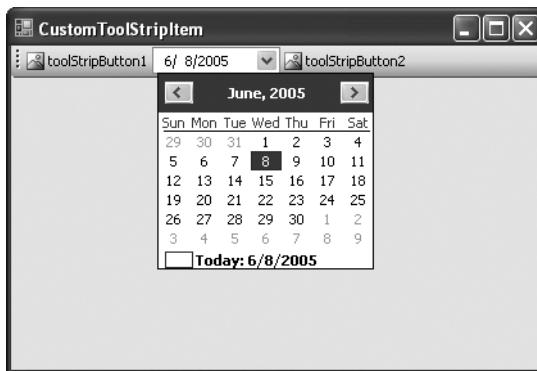 CustomToolStripItem
toolStripButton1 6/ 8/2005 toolStripButton2
June, 2005
Sun Mon Tue Wed Thu Fri Sat
29 30 31 1 2 3 4
5 6 7 8 9 10 11
12 13 14 15 16 17 18
19 20 21 22 23 24 25
26 27 28 29 30 1 2
3 4 5 6 7 8 9
Today: 6/8/2005